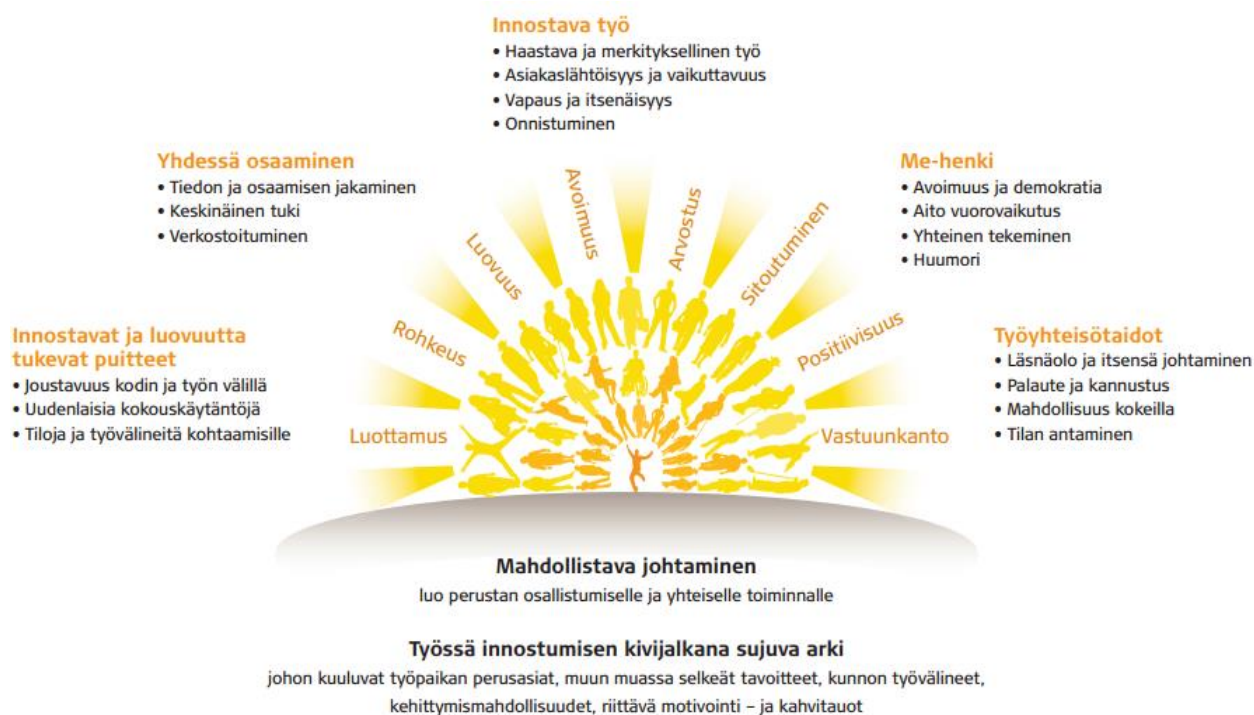 Innostava työ
• Haastava ja merkityksellinen työ
• Asiakaslähtöisyys ja vaikuttavuus
• Vapaus ja itsenäisyys
• Onnistuminen
Yhdessä osaaminen
• Tiedon ja osaamisen jakaminen
• Keskinäinen tuki
• Verkostoituminen
Me-henki
• Avoimuus ja demokratia
• Aito vuorovaikutus
• Yhteinen tekeminen
• Huumori
Innostavat ja luovuutta
tukevat puitteet
• Joustavuus kodin ja työn välillä
• Uudenlaisia kokouskäytäntöjä
• Tiloja ja työvälineitä kohtaamisille
Työyhteisötaidot
• Läsnäolo ja itsensä johtaminen
• Palaute ja kannustus
• Mahdollisuus kokeilla
• Tilan antaminen
Luottamus
Rohkeus
Luovuus
Avoimuus
Arvostus
Sitoutuminen
Positiivisuus
Vastuunkanto
Mahdollistava johtaminen
luo perustan osallistumiselle ja yhteiselle toiminnalle
Työssä innostumisen kivijalkana sujuva arki
johon kuuluvat työpaikan perusasiat, muun muassa selkeät tavoitteet, kunnon työvälineet,
kehittymismahdollisuudet, riittävä motivointi – ja kahvitauot